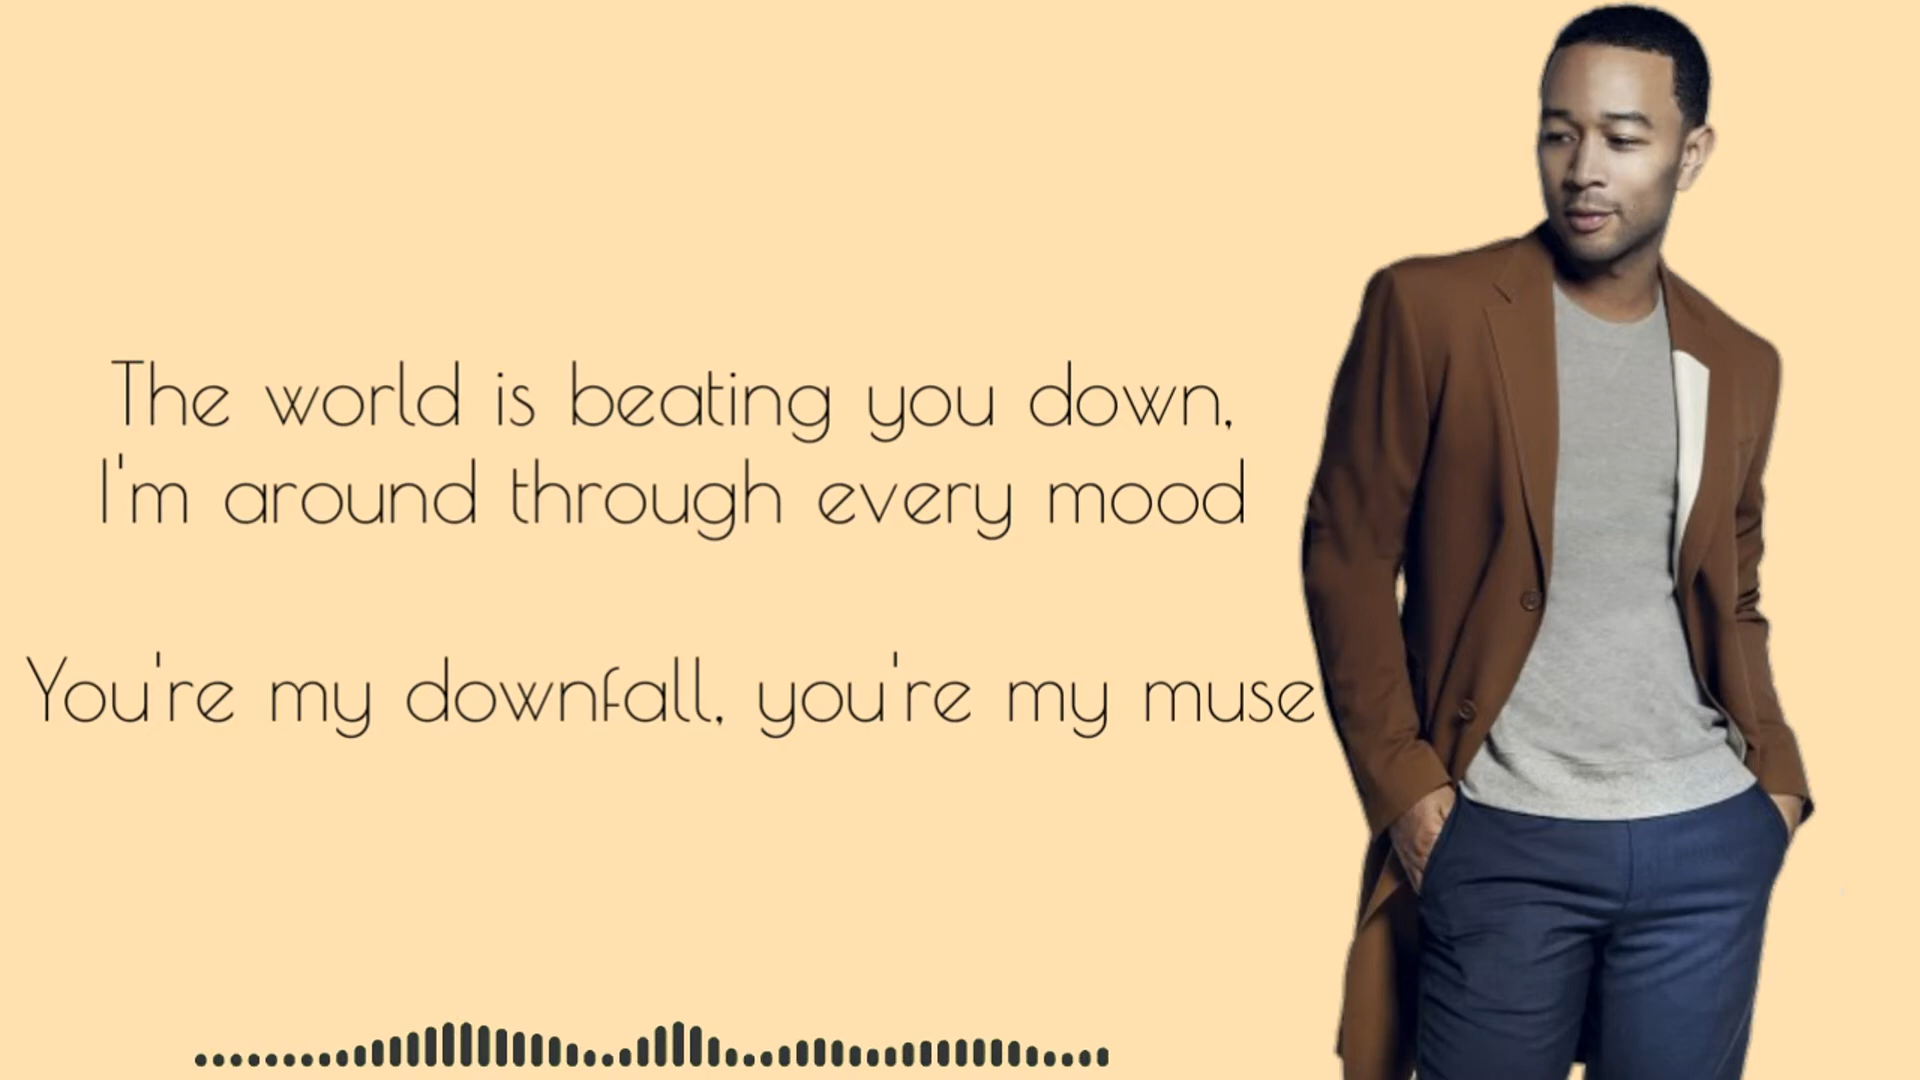 The world is beating you down,
I'm around through every mood
You're my downfall, you're my muse